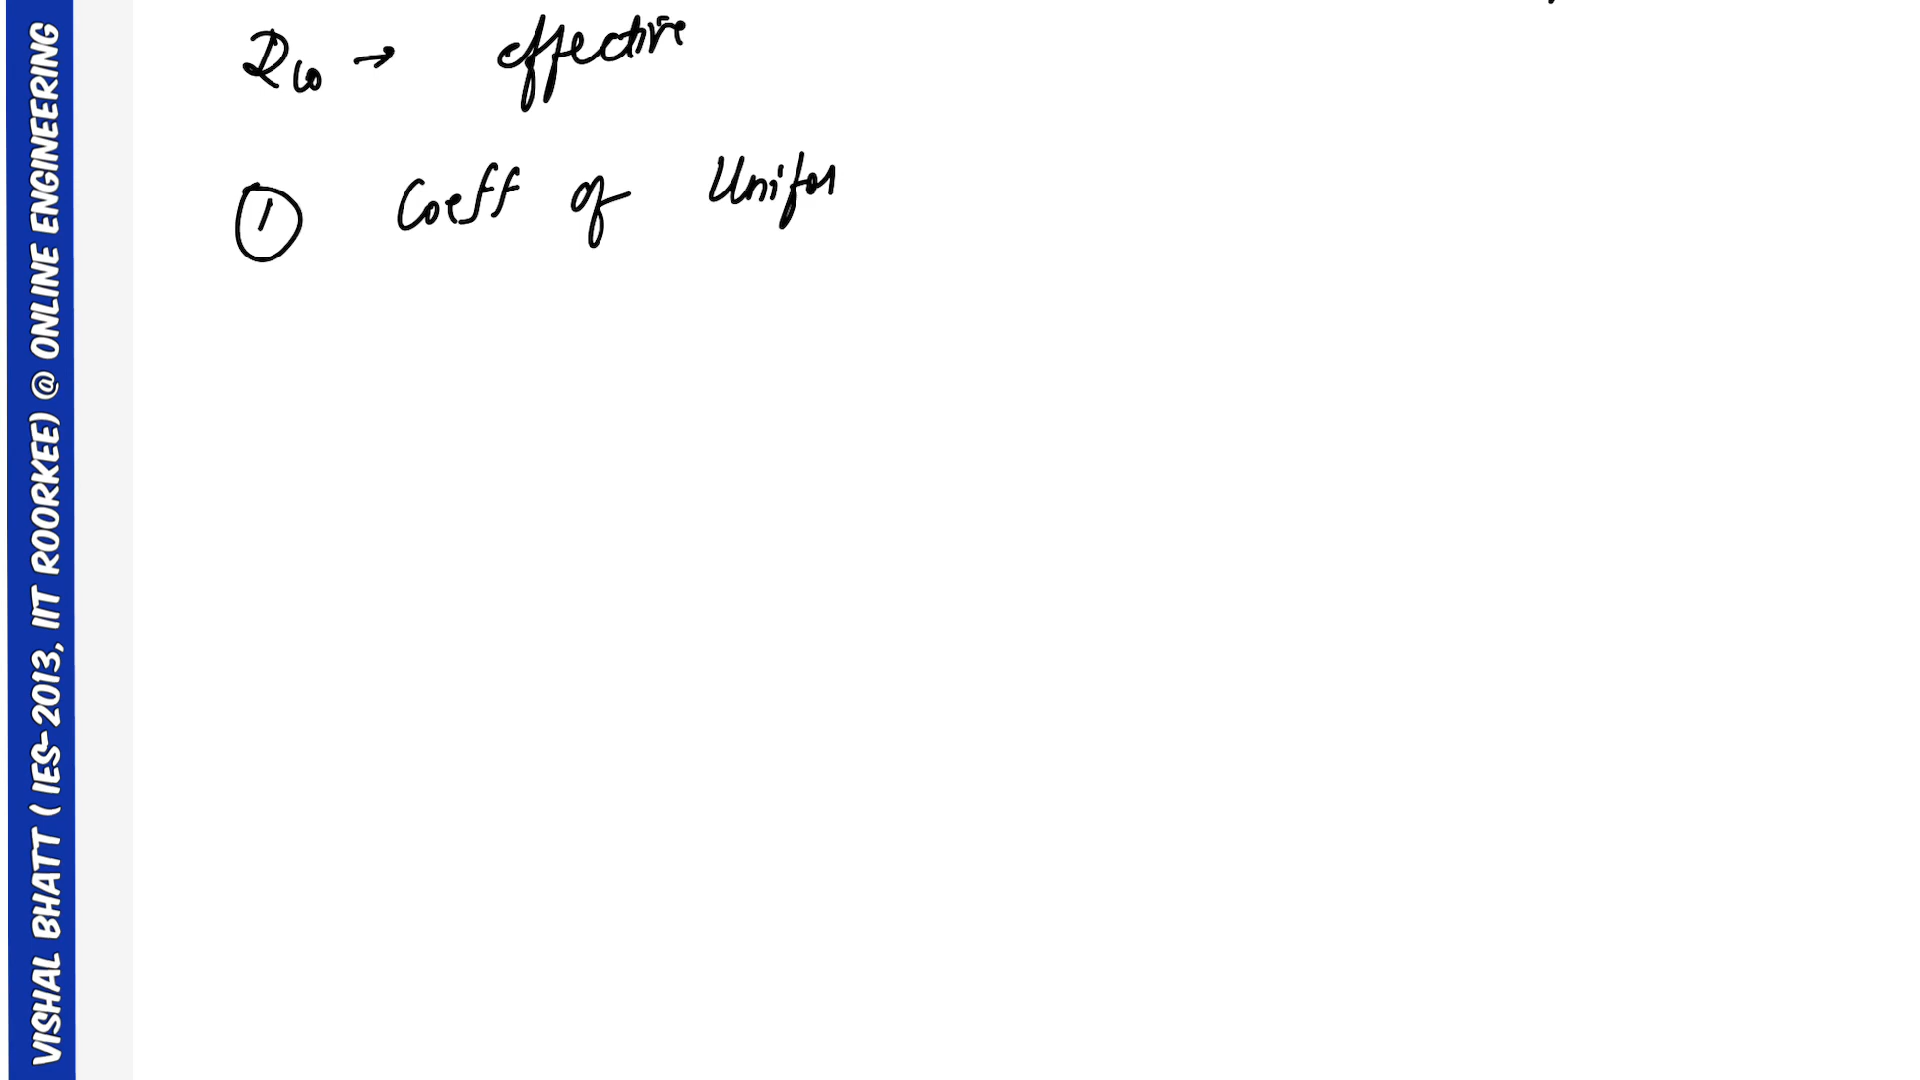 VISHAL BHATT ( IES-2013, IIT ROORKEE) @ ONLINE ENGINEERING
D10 → effective
① Coeff of Unifor